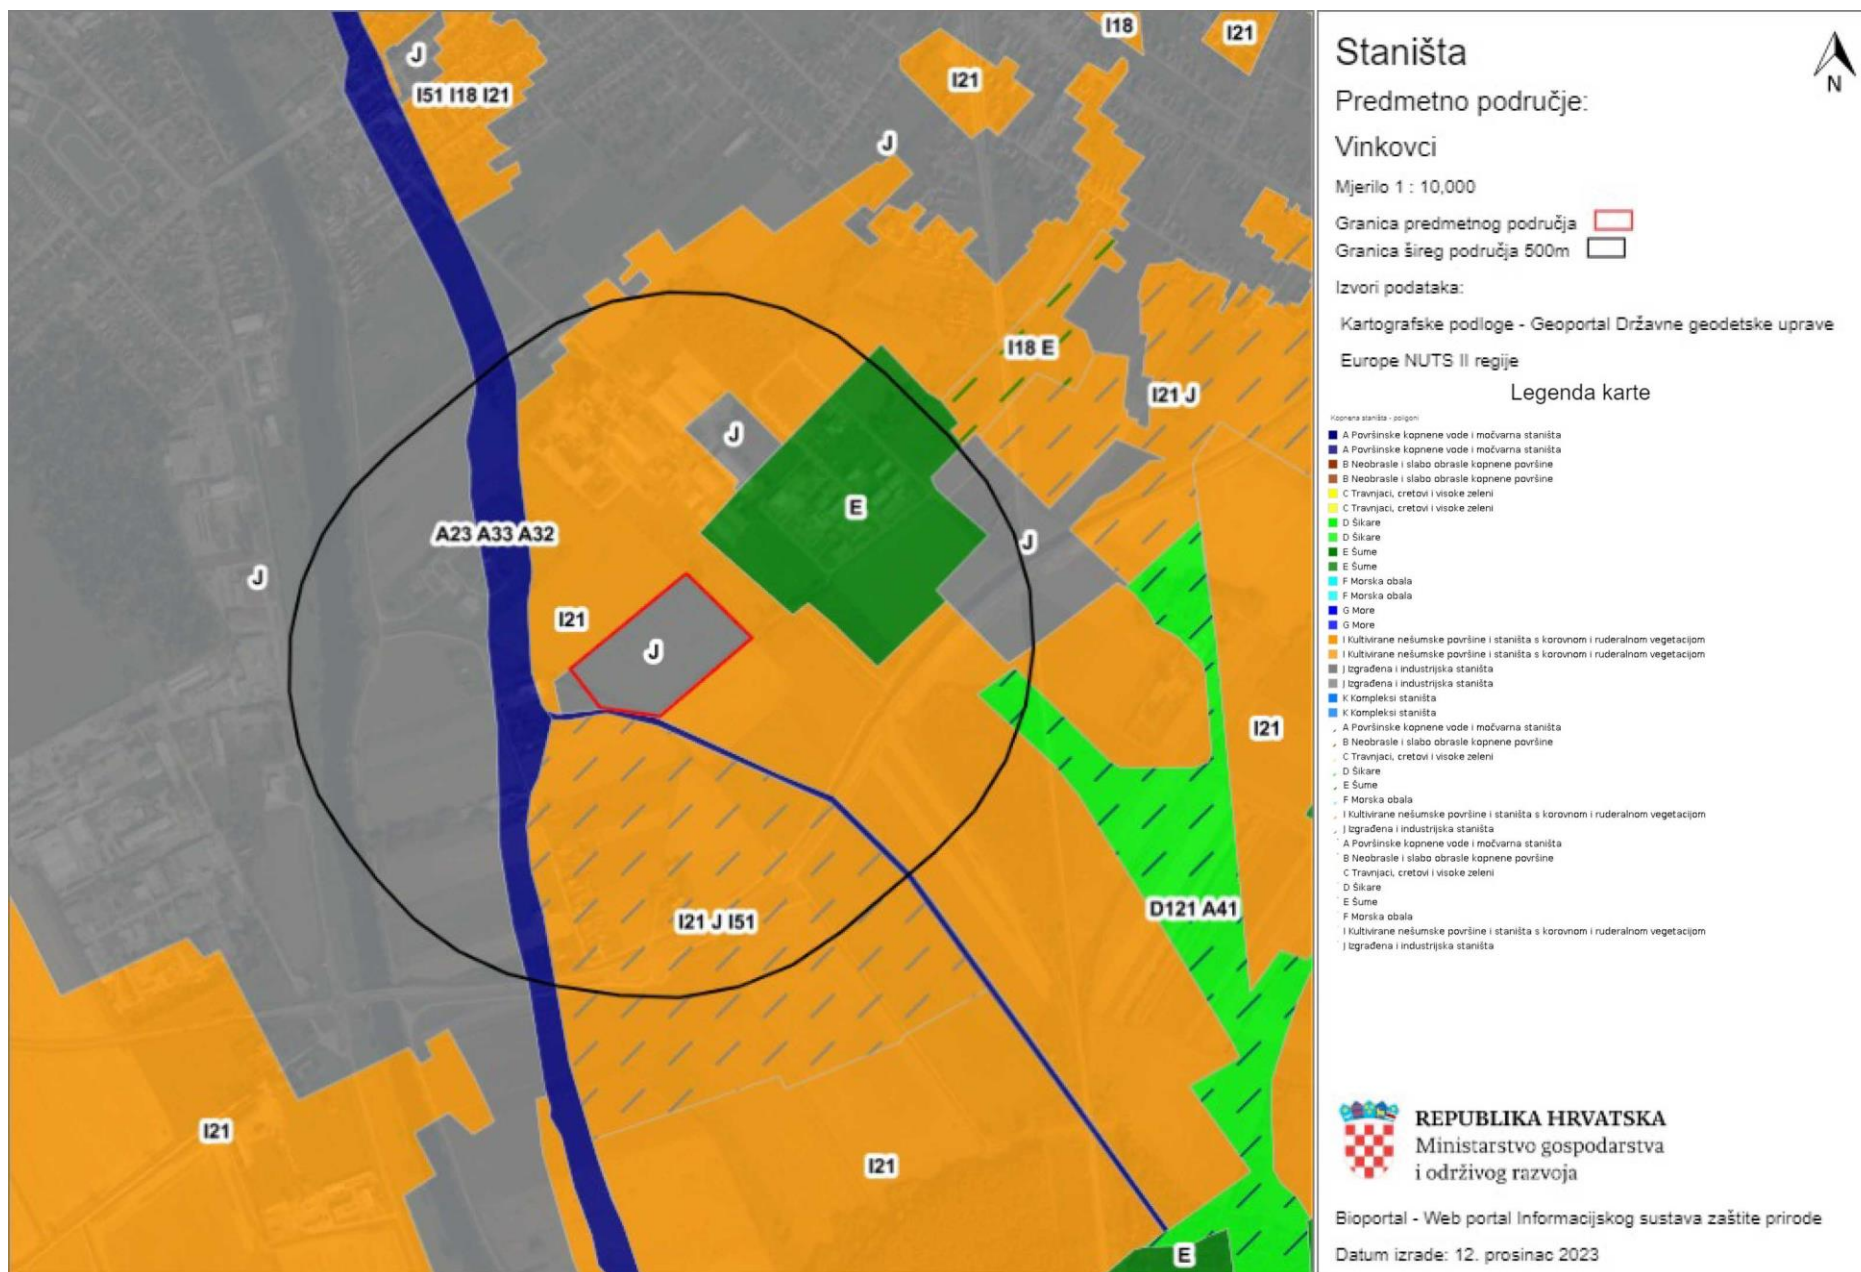 I18
I21
J
I51 I18 I21
I21
J
I18 E
I21 J
J
E
A23 A33 A32
J
J
I21
J
I21
I21 J I51
D121 A41
I21
I21
E
Staništa
N
Predmetno područje:
Vinkovci
Mjerilo 1 : 10,000
Granica predmetnog područja
Granica šireg područja 500m
Izvori podataka:
Kartografske podloge - Geoportal Državne geodetske uprave
Europe NUTS II regije
Legenda karte
Kopnena staništa - poligoni
A Površinske kopnene vode i močvarna staništa
A Površinske kopnene vode i močvarna staništa
B Neobrasle i slabo obrasle kopnene površine
B Neobrasle i slabo obrasle kopnene površine
C Travnjaci, cretovi i visoke zeleni
C Travnjaci, cretovi i visoke zeleni
D Šikare
D Šikare
E Šume
E Šume
F Morska obala
F Morska obala
G More
G More
I Kultivirane nešumske površine i staništa s korovnom i ruderalnom vegetacijom
I Kultivirane nešumske površine i staništa s korovnom i ruderalnom vegetacijom
J Izgrađena i industrijska staništa
J Izgrađena i industrijska staništa
K Kompleksi staništa
K Kompleksi staništa
A Površinske kopnene vode i močvarna staništa
B Neobrasle i slabo obrasle kopnene površine
C Travnjaci, cretovi i visoke zeleni
D Šikare
E Šume
F Morska obala
I Kultivirane nešumske površine i staništa s korovnom i ruderalnom vegetacijom
J Izgrađena i industrijska staništa
A Površinske kopnene vode i močvarna staništa
B Neobrasle i slabo obrasle kopnene površine
C Travnjaci, cretovi i visoke zeleni
D Šikare
E Šume
F Morska obala
I Kultivirane nešumske površine i staništa s korovnom i ruderalnom vegetacijom
J Izgrađena i industrijska staništa
REPUBLIKA HRVATSKA
Ministarstvo gospodarstva
i održivog razvoja
Bioportal - Web portal Informacijskog sustava zaštite prirode
Datum izrade: 12. prosinac 2023